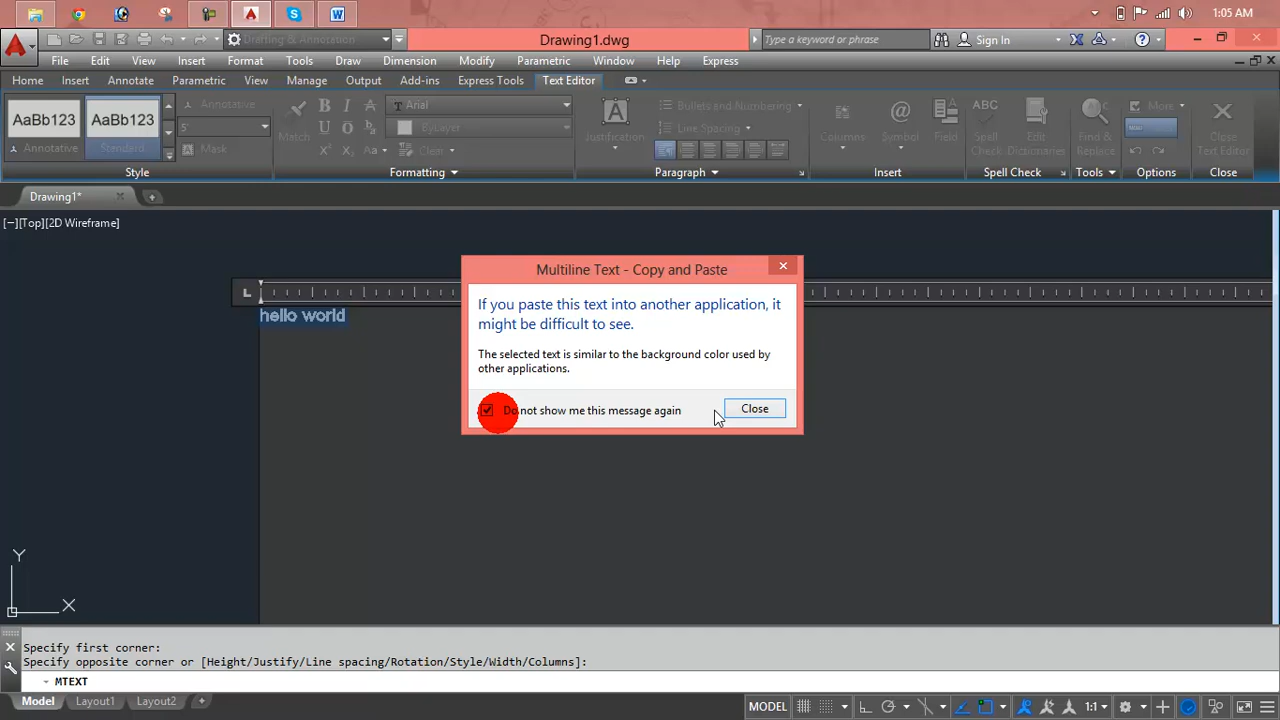 1:05 AM
Drafting & Annotation
Drawing1.dwg
Type a keyword or phrase
Sign In
File Edit View Insert Format Tools Draw Dimension Modify Parametric Window Help Express
Home Insert Annotate Parametric View Manage Output Add-ins Express Tools Text Editor
AaBb123 AaBb123
Annotative Standard
Annotative
5'
Mask
Match
Arial
ByLayer
Clear
Justification
Bullets and Numbering
Line Spacing
Columns
Symbol
Field
Spell
Check
Edit
Dictionaries
Find &
Replace
More
Ruler
Close
Text Editor
Style Formatting Paragraph Insert Spell Check Tools Options Close
Drawing1*
[−][Top][2D Wireframe]
Multiline Text - Copy and Paste
If you paste this text into another application, it
might be difficult to see.
The selected text is similar to the background color used by
other applications.
Do not show me this message again
Close
hello world
Y
X
Specify first corner:
Specify opposite corner or [Height/Justify/Line spacing/Rotation/Style/Width/Columns]:
MTEXT
Model Layout1 Layout2
MODEL
1:1